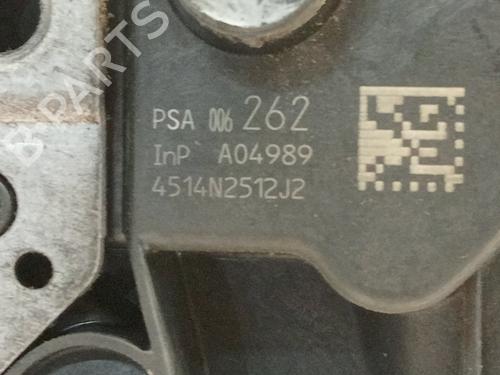 B PARTS
PSA 006 262
InP A04989
4514N2512J2